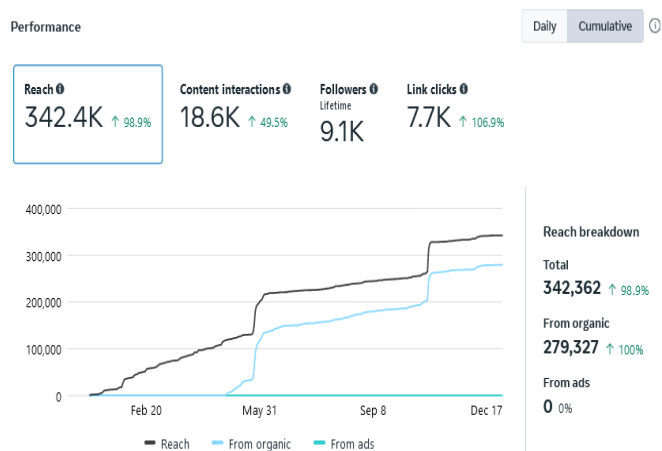 Performance
Daily
Cumulative
Reach
342.4K ↑ 98.9%
Content interactions
18.6K ↑ 49.5%
Followers
Lifetime
9.1K
Link clicks
7.7K ↑ 106.9%
400,000
300,000
200,000
100,000
0
Feb 20
May 31
Sep 8
Dec 17
Reach
From organic
From ads
Reach breakdown
Total
342,362 ↑ 98.9%
From organic
279,327 ↑ 100%
From ads
0 0%